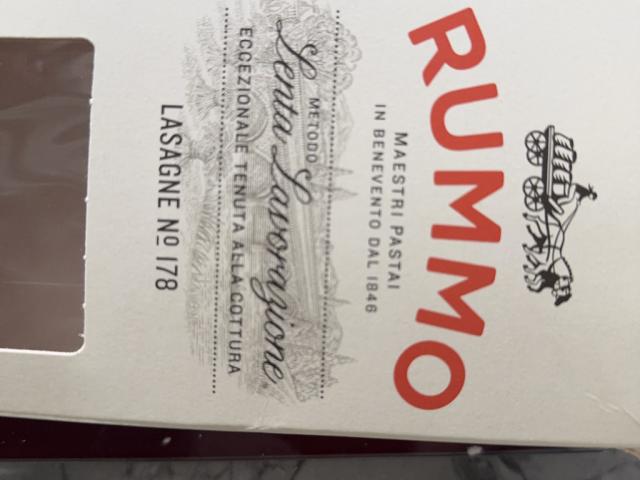 RUMMO
MAESTRI PASTAI
IN BENEVENTO DAL 1846
METODO
Lenta Lavorazione
ECCEZIONALE TENUTA ALLA COTTURA
LASAGNE Nº 178